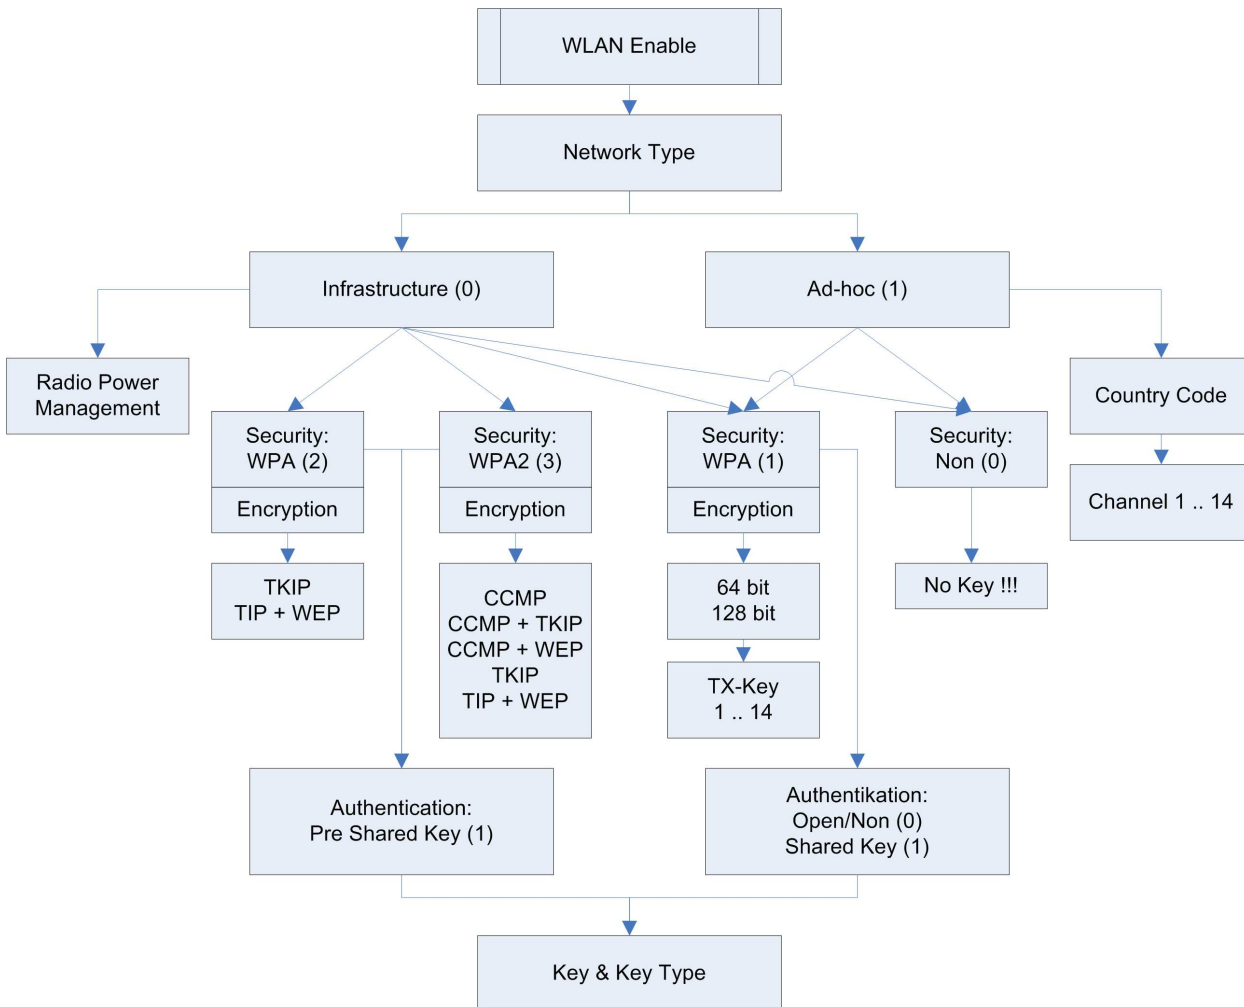 WLAN Enable
Network Type
Infrastructure (0)
Ad-hoc (1)
Radio Power
Management
Country Code
Security:
WPA (2)
Security:
WPA2 (3)
Security:
WPA (1)
Security:
Non (0)
Encryption
Encryption
Encryption
Channel 1 .. 14
TKIP
TIP + WEP
CCMP
CCMP + TKIP
CCMP + WEP
TKIP
TIP + WEP
64 bit
128 bit
No Key !!!
TX-Key
1 .. 14
Authentication:
Pre Shared Key (1)
Authentikation:
Open/Non (0)
Shared Key (1)
Key & Key Type